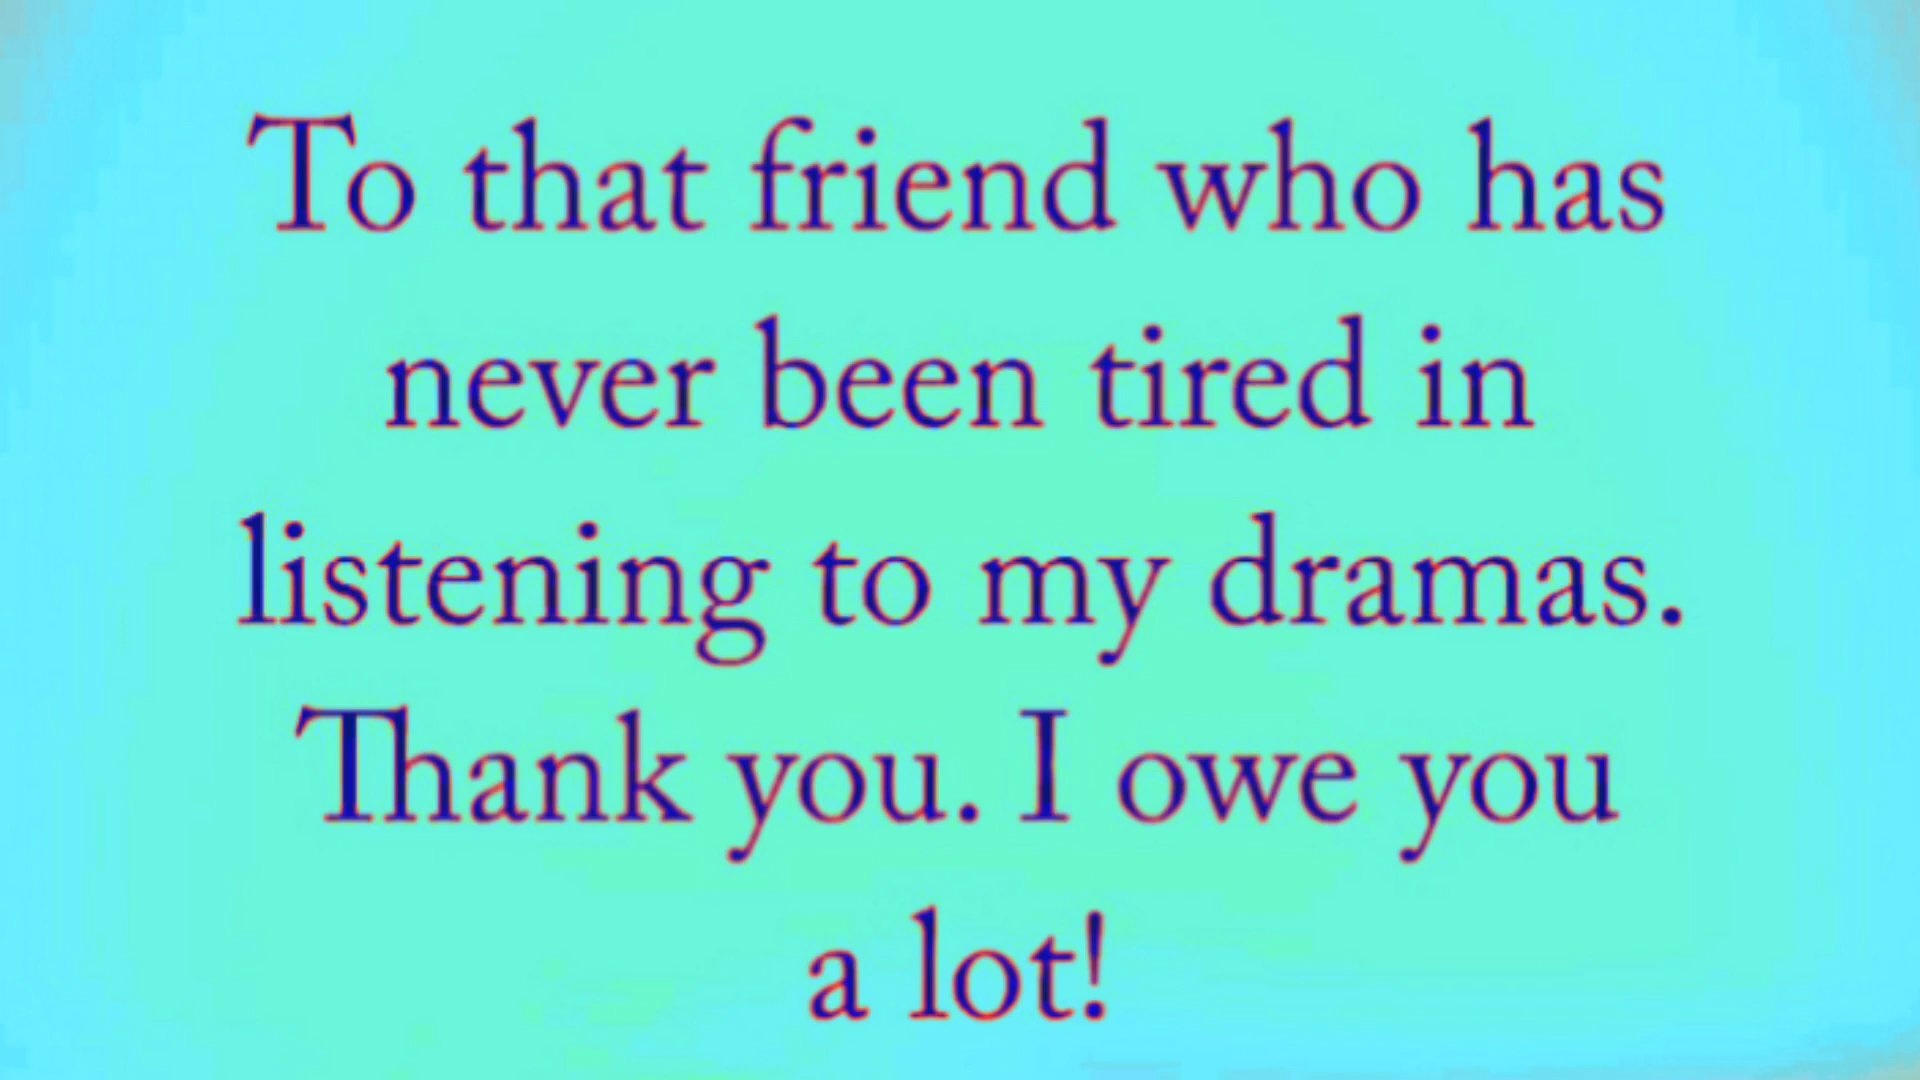 To that friend who has
never been tired in
listening to my dramas.
Thank you. I owe you
a lot!